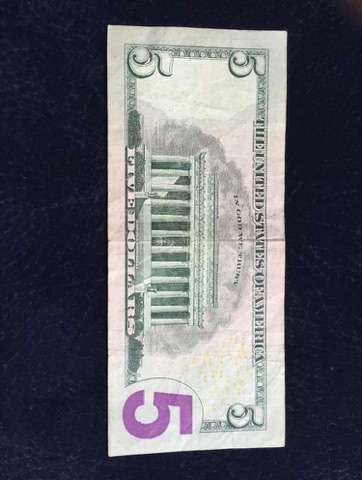 5 THE UNITED STATES OF AMERICA 5
IN GOD WE TRUST
FIVE DOLLARS
5
5